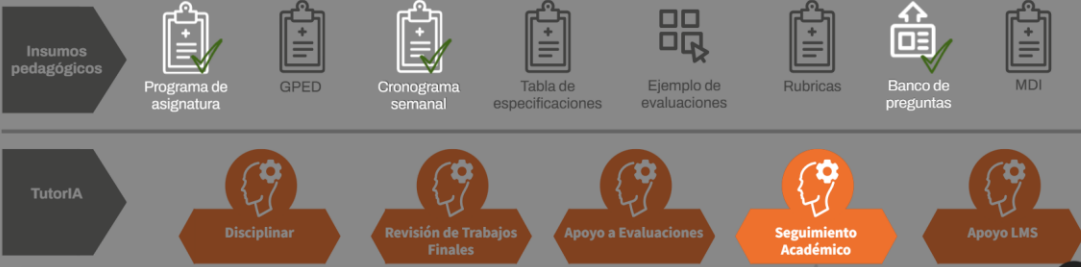 Insumos
pedagógicos
Programa de
asignatura
GPED
Cronograma
semanal
Tabla de
especificaciones
Ejemplo de
evaluaciones
Rubricas
Banco de
preguntas
MDI
TutorIA
Disciplinar
Revisión de Trabajos
Finales
Apoyo a Evaluaciones
Seguimiento
Académico
Apoyo LMS